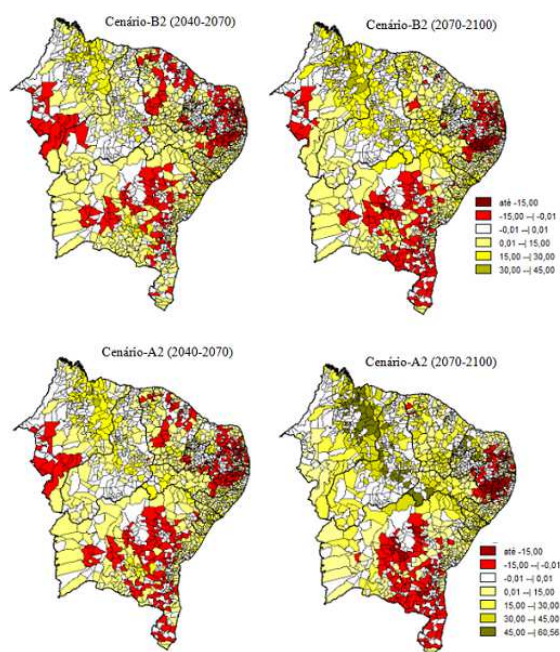 Cenário-B2 (2040-2070)
Cenário-B2 (2070-2100)
até -15,00
-15,00 --| -0,01
-0,01 --| 0,01
0,01 --| 15,00
15,00 --| 30,00
30,00 --| 45,00
Cenário-A2 (2040-2070)
Cenário-A2 (2070-2100)
até -15,00
-15,00 --| -0,01
-0,01 --| 0,01
0,01 --| 15,00
15,00 --| 30,00
30,00 --| 45,00
45,00 --| 60,56